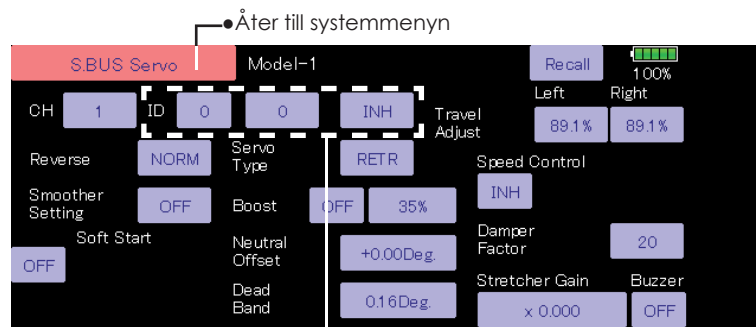 Åter till systemmenyn
S.BUS Servo Model-1 Recall 100%
Left Right
CH 1 ID 0 0 INH Travel Adjust 89.1% 89.1%
Reverse NORM Servo Type RETR Speed Control
INH
Smoother Setting OFF Boost OFF 35%
Soft Start
OFF
Neutral Offset +0.00Deg. Damper Factor 20
Dead Band 0.16Deg. Stretcher Gain Buzzer
x 0.000 OFF